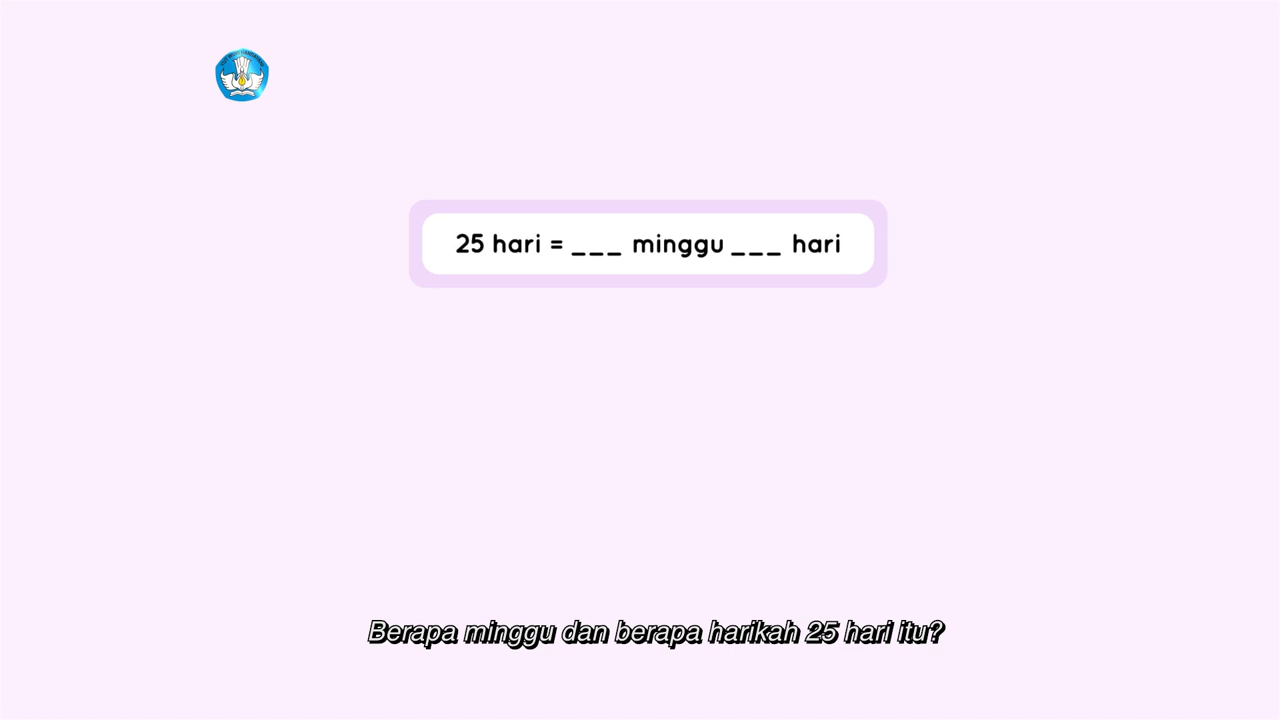 25 hari = ___ minggu ___ hari
Berapa minggu dan berapa harikah 25 hari itu?